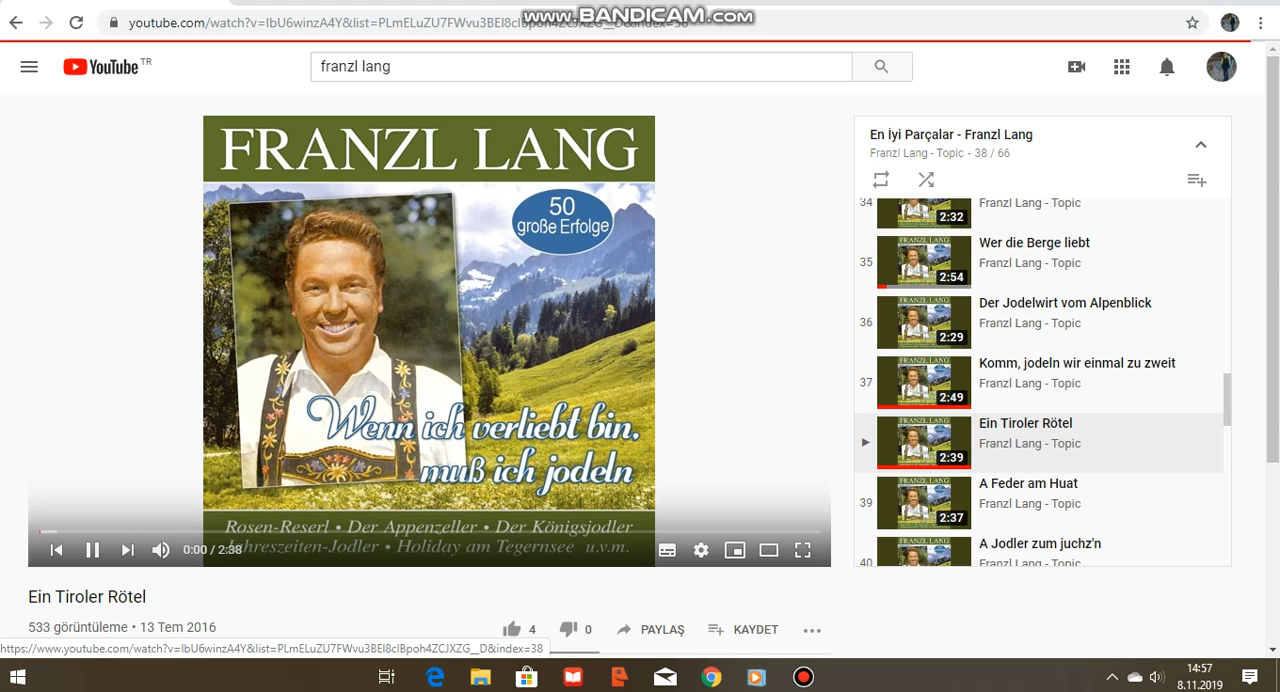 youtube.com/watch?v=IbU6winzA4Y&list=PLmELuZU7FWvu3BEI8cIBpoh4ZCJXZG__D&index=38
www.BANDICAM.com
YouTube TR
franzl lang
FRANZL LANG
50
große Erfolge
Wenn ich verliebt bin,
muß ich jodeln
Rosen-Reserl • Der Appenzeller • Der Königsjodler
Jahreszeiten-Jodler • Holiday am Tegernsee u.v.m.
0:00 / 2:38
En İyi Parçalar - Franzl Lang
Franzl Lang - Topic - 38 / 66
34
2:32
Franzl Lang - Topic
35
2:54
Wer die Berge liebt
Franzl Lang - Topic
36
2:29
Der Jodelwirt vom Alpenblick
Franzl Lang - Topic
37
2:49
Komm, jodeln wir einmal zu zweit
Franzl Lang - Topic
2:39
Ein Tiroler Rötel
Franzl Lang - Topic
39
2:37
A Feder am Huat
Franzl Lang - Topic
40
A Jodler zum juchz'n
Franzl Lang - Topic
Ein Tiroler Rötel
533 görüntüleme • 13 Tem 2016
4
0
PAYLAŞ
KAYDET
https://www.youtube.com/watch?v=IbU6winzA4Y&list=PLmELuZU7FWvu3BEI8cIBpoh4ZCJXZG__D&index=38
14:57
8.11.2019